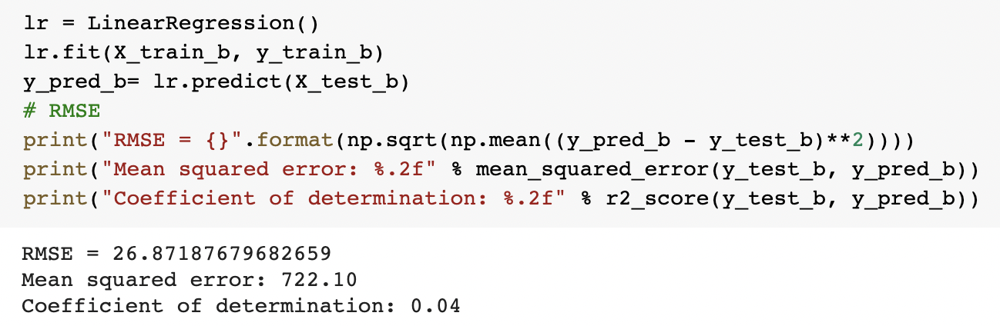 lr = LinearRegression()
lr.fit(X_train_b, y_train_b)
y_pred_b= lr.predict(X_test_b)
# RMSE
print("RMSE = {}".format(np.sqrt(np.mean((y_pred_b - y_test_b)**2))))
print("Mean squared error: %.2f" % mean_squared_error(y_test_b, y_pred_b))
print("Coefficient of determination: %.2f" % r2_score(y_test_b, y_pred_b))
RMSE = 26.87187679682659
Mean squared error: 722.10
Coefficient of determination: 0.04